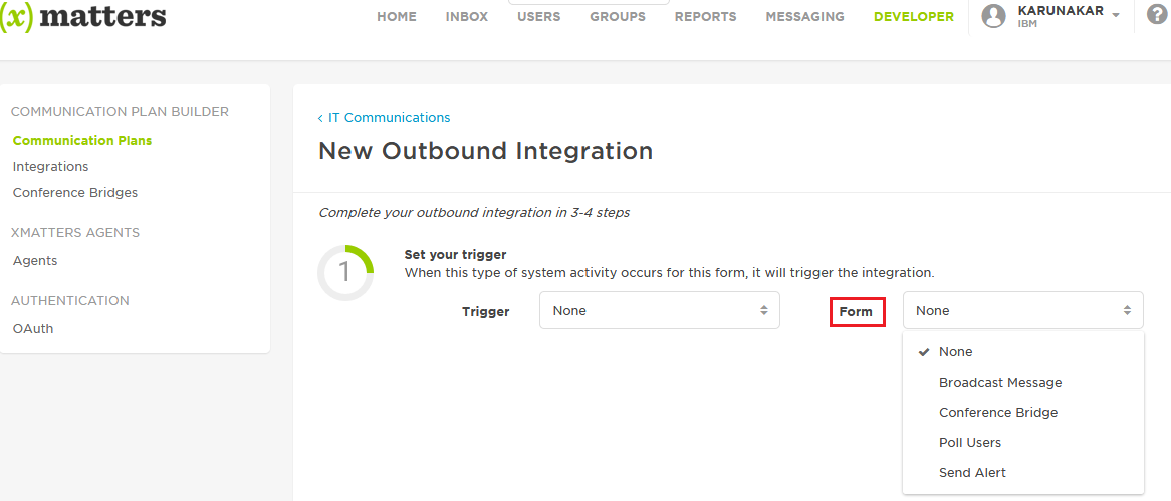 (x) matters
HOME INBOX USERS GROUPS REPORTS MESSAGING DEVELOPER KARUNAKAR ?
IBM
COMMUNICATION PLAN BUILDER
Communication Plans
Integrations
Conference Bridges
XMATTERS AGENTS
Agents
AUTHENTICATION
OAuth
‹ IT Communications
New Outbound Integration
Complete your outbound integration in 3-4 steps
1
Set your trigger
When this type of system activity occurs for this form, it will trigger the integration.
Trigger None Form None
None
Broadcast Message
Conference Bridge
Poll Users
Send Alert